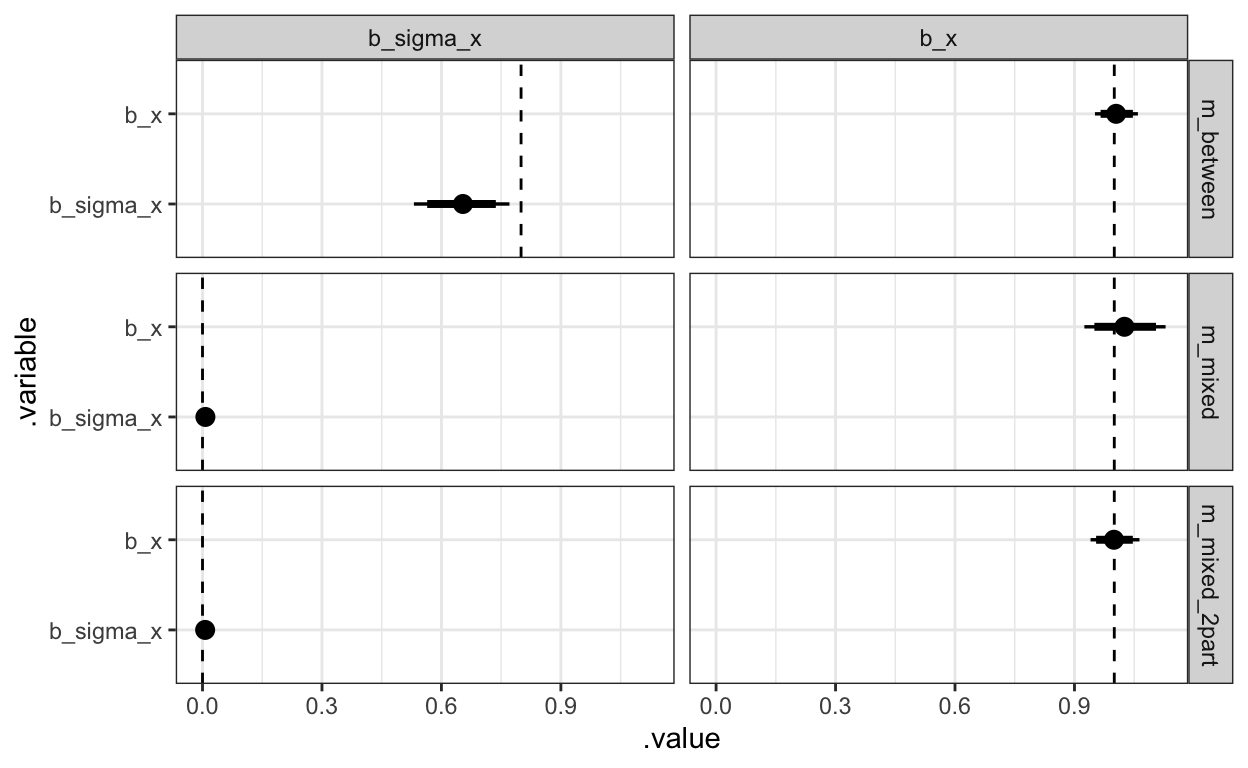 b_sigma_x
b_x
b_x
b_sigma_x
m_between
b_x
b_sigma_x
m_mixed
b_x
b_sigma_x
m_mixed_2part
.variable
0.0 0.3 0.6 0.9
0.0 0.3 0.6 0.9
.value